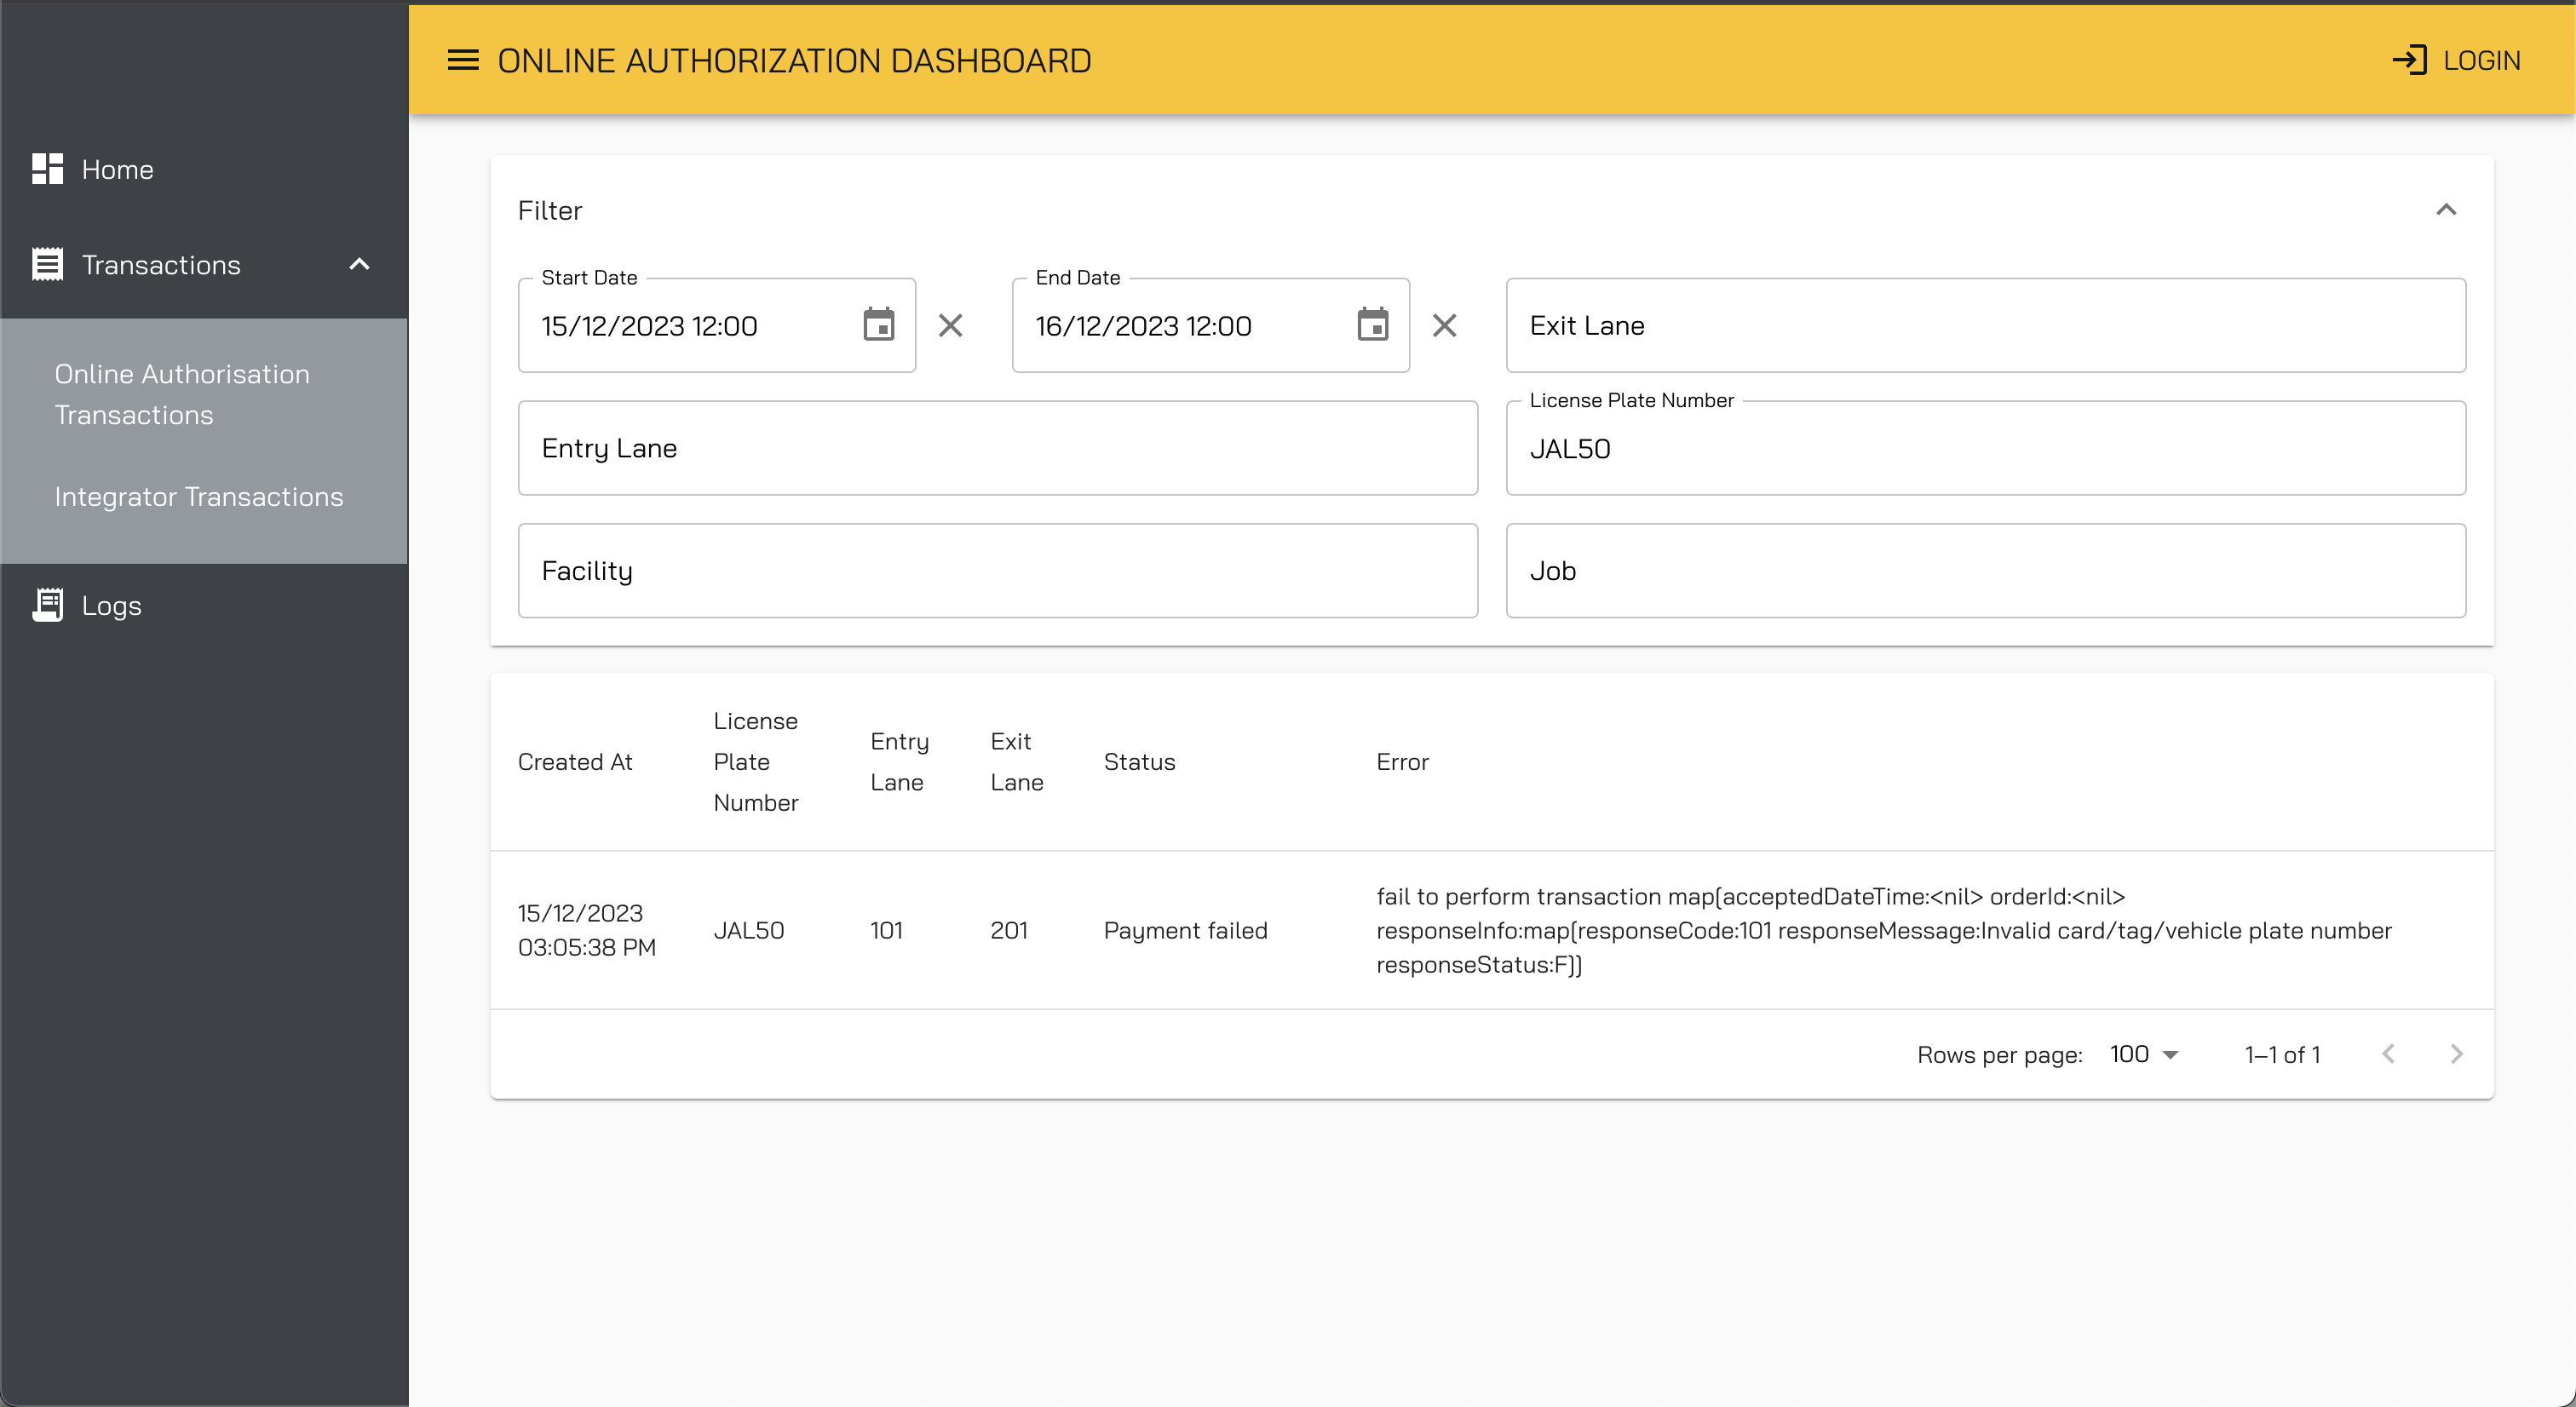 ONLINE AUTHORIZATION DASHBOARD
LOGIN
Home
Transactions
Online Authorisation
Transactions
Integrator Transactions
Logs
Filter
Start Date
15/12/2023 12:00
End Date
16/12/2023 12:00
Exit Lane
Entry Lane
License Plate Number
JAL50
Facility
Job
Created At
License
Plate
Number
Entry
Lane
Exit
Lane
Status
Error
15/12/2023
03:05:38 PM
JAL50
101
201
Payment failed
fail to perform transaction map[acceptedDateTime:<nil> orderId:<nil>
responseInfo:map[responseCode:101 responseMessage:Invalid card/tag/vehicle plate number
responseStatus:F]]
Rows per page:
100
1–1 of 1